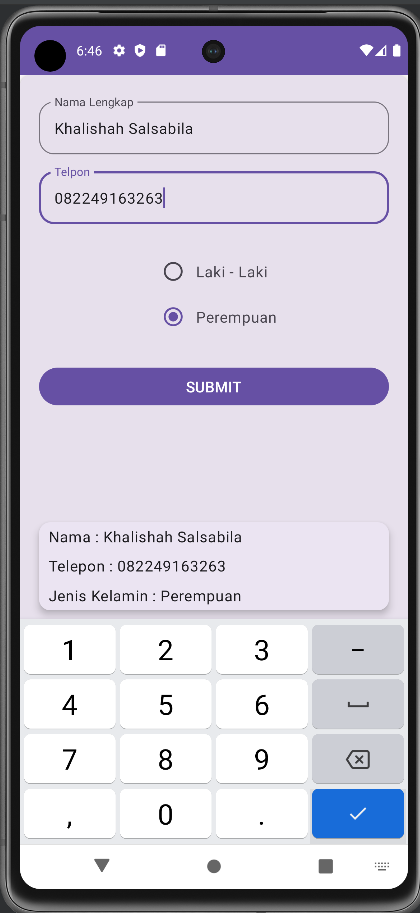 6:46
Nama Lengkap
Khalishah Salsabila
Telpon
082249163263
Laki - Laki
Perempuan
SUBMIT
Nama : Khalishah Salsabila
Telepon : 082249163263
Jenis Kelamin : Perempuan
1 2 3 -
4 5 6
7 8 9
, 0 .